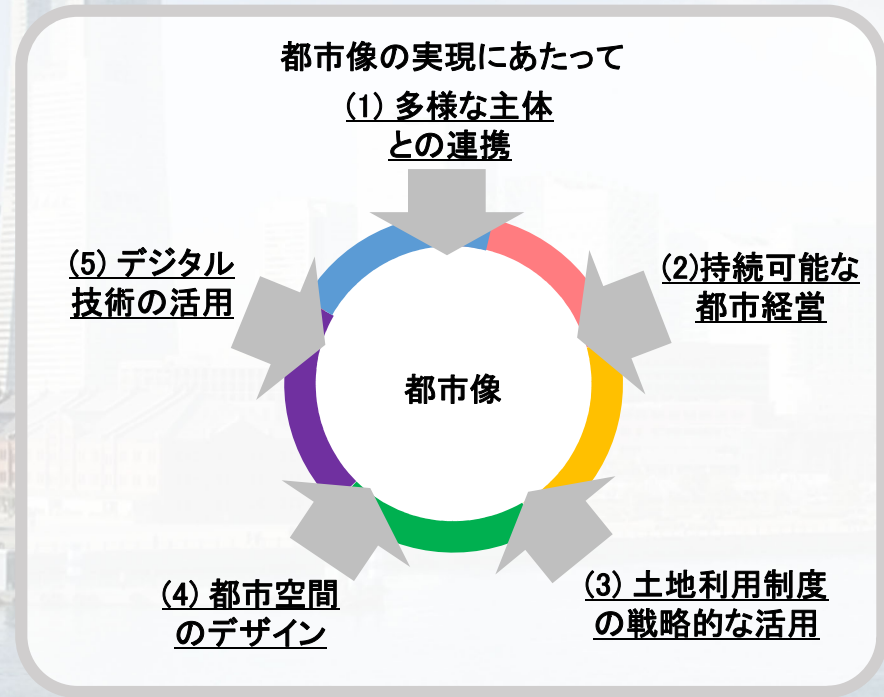 都市像の実現にあたって
(1) 多様な主体
との連携
(2)持続可能な
都市経営
(3) 土地利用制度
の戦略的な活用
(4) 都市空間
のデザイン
(5) デジタル
技術の活用
都市像